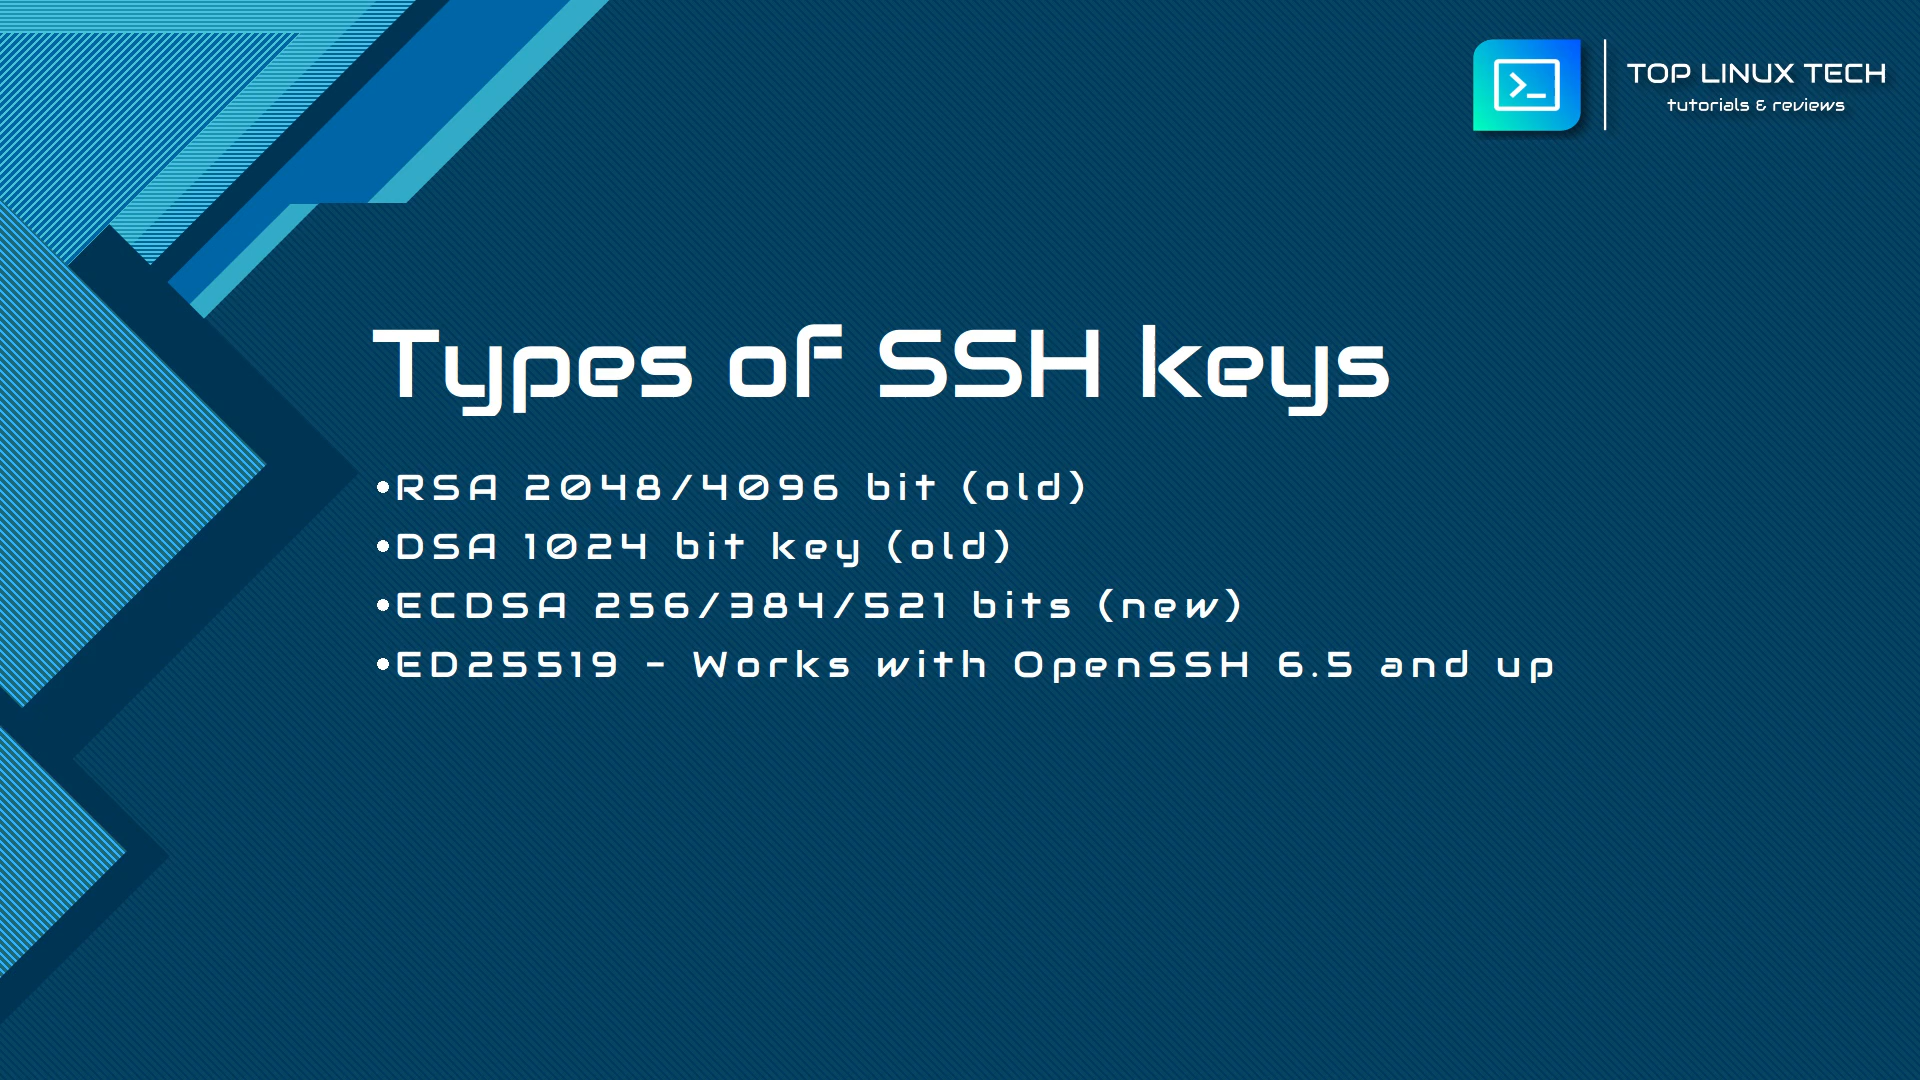 TOP LINUX TECH
tutorials & reviews
Types of SSH keys
•RSA 2048/4096 bit (old)
•DSA 1024 bit key (old)
•ECDSA 256/384/521 bits (new)
•ED25519 - Works with OpenSSH 6.5 and up